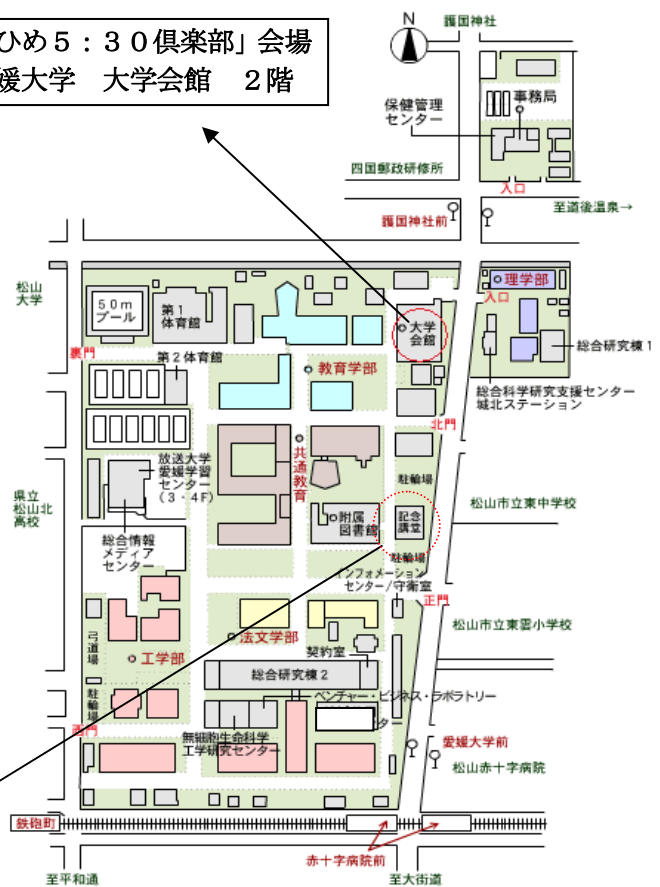 ひめ５：３０倶楽部」会場
媛大学　大学会館　２階
N
護国神社
事務局
保健管理
センター
四国郵政研修所
入口
至道後温泉→
護国神社前
松山
大学
50m
プール
第1
体育館
大学
会館
理学部
入口
総合研究棟1
裏門
第2体育館
教育学部
総合科学研究支援センター
城北ステーション
北門
共通教育
放送大学
愛媛学習
センター
(3・4F)
駐輪場
県立
松山北
高校
附属
図書館
記念
講堂
松山市立東中学校
総合情報
メディア
センター
駐輪場
インフォメーション
センター/守衛室
正門
弓道場
法文学部
契約室
松山市立東雲小学校
工学部
総合研究棟2
駐輪場
ベンチャー・ビジネス・ラボラトリー
ター
西門
無細胞生命科学
工学研究センター
愛媛大学前
松山赤十字病院
鉄砲町
赤十字病院前
至平和通
至大街道